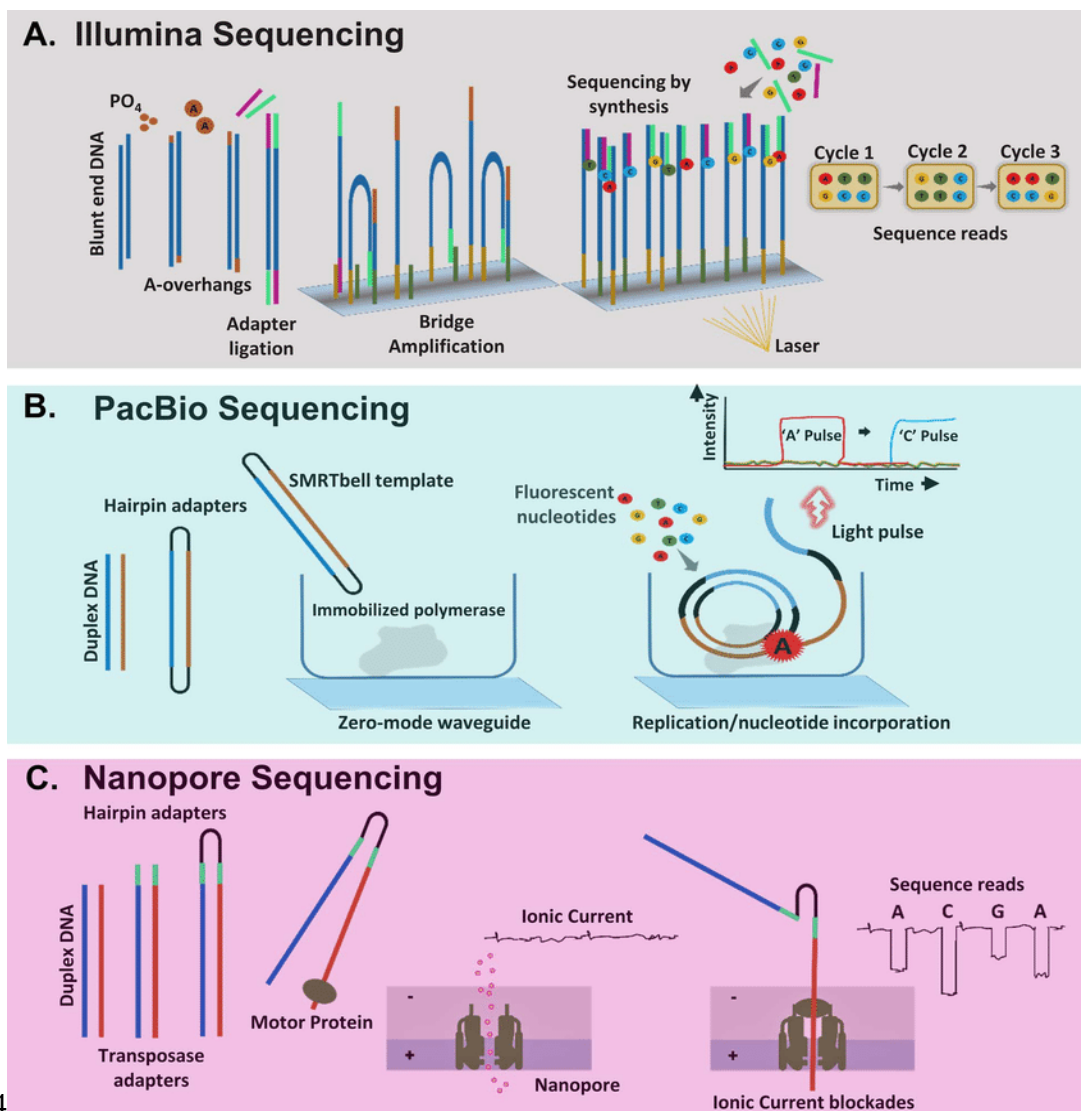 A. Illumina Sequencing
PO4
A
A
Blunt end DNA
A-overhangs
Adapter
ligation
Bridge
Amplification
Sequencing by
synthesis
Laser
Cycle 1
Cycle 2
Cycle 3
A T T
G C C
G T C
T T C
A A T
C C G
Sequence reads
B. PacBio Sequencing
Hairpin adapters
Duplex DNA
SMRTbell template
Immobilized polymerase
Zero-mode waveguide
Fluorescent
nucleotides
A T C
G A G
G T C
A
A
Replication/nucleotide incorporation
Intensity
'A' Pulse
'C' Pulse
Time
Light pulse
C. Nanopore Sequencing
Hairpin adapters
Duplex DNA
Transposase
adapters
Motor Protein
Ionic Current
-
+
Nanopore
-
+
Ionic Current blockades
Sequence reads
A C G A